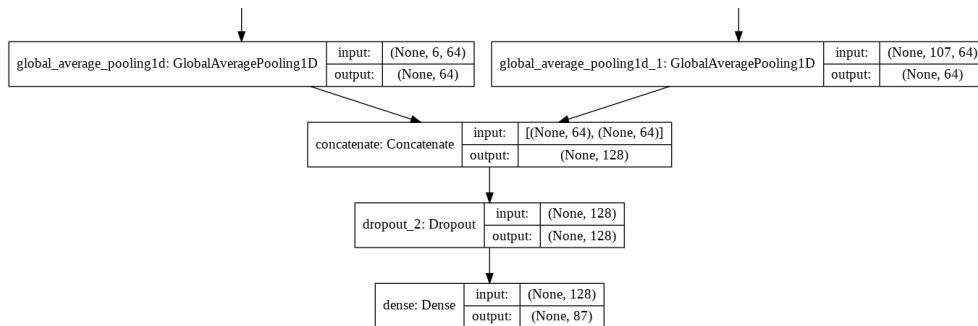 global_average_pooling1d: GlobalAveragePooling1D
input: (None, 6, 64)
output: (None, 64)
global_average_pooling1d_1: GlobalAveragePooling1D
input: (None, 107, 64)
output: (None, 64)
concatenate: Concatenate
input: [(None, 64), (None, 64)]
output: (None, 128)
dropout_2: Dropout
input: (None, 128)
output: (None, 128)
dense: Dense
input: (None, 128)
output: (None, 87)